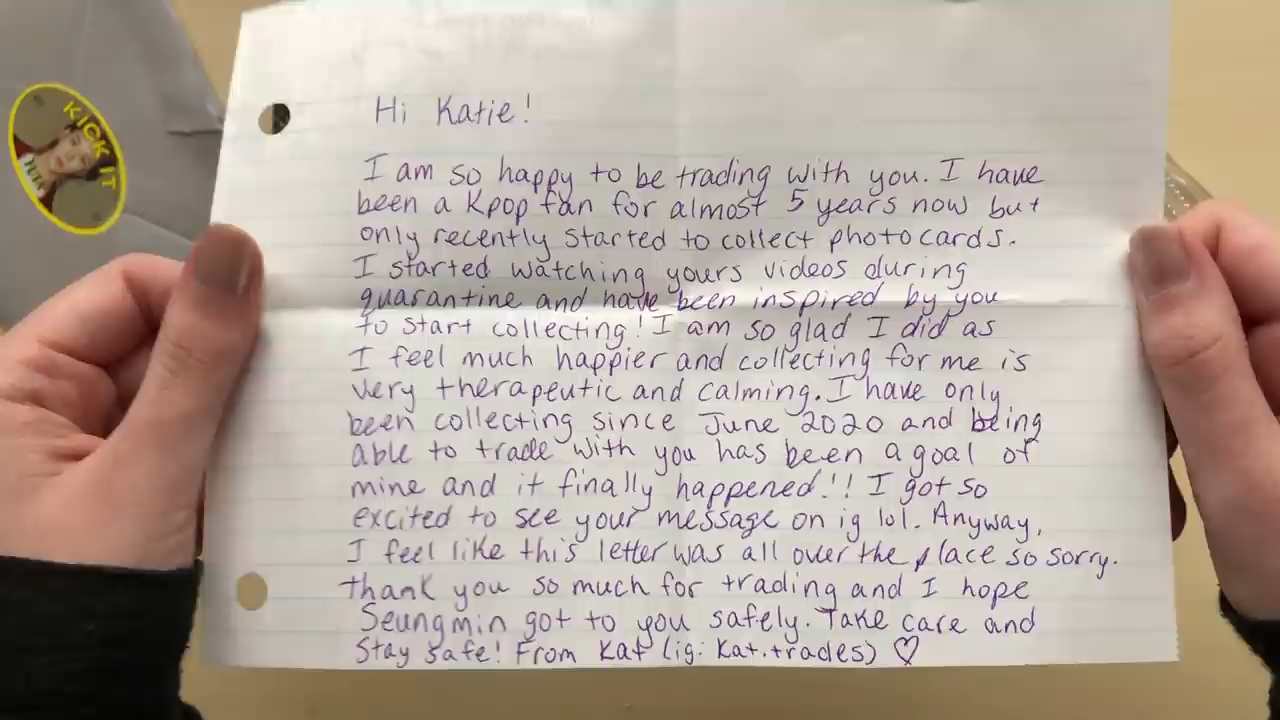 KICK IT
Hi Katie!
I am so happy to be trading with you. I have
been a Kpop fan for almost 5 years now but
only recently started to collect photocards.
I started watching yours videos during
quarantine and have been inspired by you
to start collecting! I am so glad I did as
I feel much happier and collecting for me is
very therapeutic and calming. I have only
been collecting since June 2020 and being
able to trade with you has been a goal of
mine and it finally happened!! I got so
excited to see your message on ig lol. Anyway,
I feel like this letter was all over the place so sorry.
thank you so much for trading and I hope
Seungmin got to you safely. Take care and
Stay safe! From Kat (ig: Kat.trades) ♡